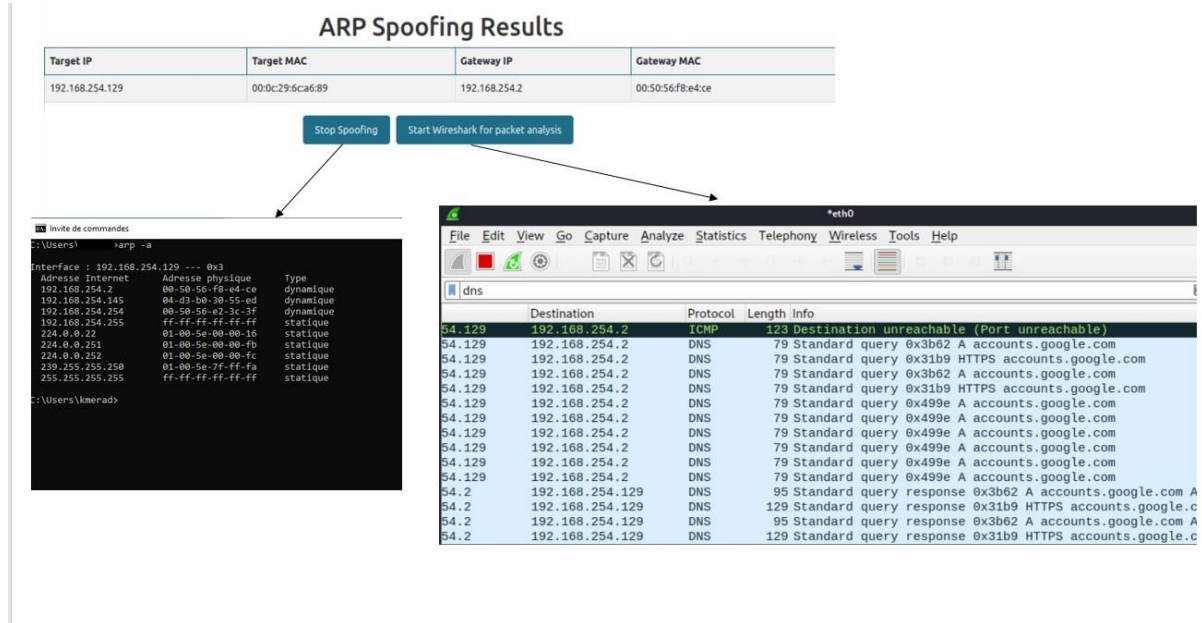 ARP Spoofing Results
Target IP Target MAC Gateway IP Gateway MAC
192.168.254.129 00:0c:29:6c:a6:89 192.168.254.2 00:50:56:f8:e4:ce
Stop Spoofing Start Wireshark for packet analysis
Invite de commandes
C:\Users\ >arp -a
Interface : 192.168.254.129 --- 0x3
Adresse Internet Adresse physique Type
192.168.254.2 00-50-56-f8-e4-ce dynamique
192.168.254.145 04-d3-b0-30-55-ed dynamique
192.168.254.254 00-50-56-e2-3c-3f dynamique
192.168.254.255 ff-ff-ff-ff-ff-ff statique
224.0.0.22 01-00-5e-00-00-16 statique
224.0.0.251 01-00-5e-00-00-fb statique
224.0.0.252 01-00-5e-00-00-fc statique
239.255.255.250 01-00-5e-7f-ff-fa statique
255.255.255.255 ff-ff-ff-ff-ff-ff statique
C:\Users\kmerad>
*eth0
File Edit View Go Capture Analyze Statistics Telephony Wireless Tools Help
dns
Destination Protocol Length Info
54.129 192.168.254.2 ICMP 123 Destination unreachable (Port unreachable)
54.129 192.168.254.2 DNS 79 Standard query 0x3b62 A accounts.google.com
54.129 192.168.254.2 DNS 79 Standard query 0x31b9 HTTPS accounts.google.com
54.129 192.168.254.2 DNS 79 Standard query 0x3b62 A accounts.google.com
54.129 192.168.254.2 DNS 79 Standard query 0x31b9 HTTPS accounts.google.com
54.129 192.168.254.2 DNS 79 Standard query 0x499e A accounts.google.com
54.129 192.168.254.2 DNS 79 Standard query 0x499e A accounts.google.com
54.129 192.168.254.2 DNS 79 Standard query 0x499e A accounts.google.com
54.129 192.168.254.2 DNS 79 Standard query 0x499e A accounts.google.com
54.129 192.168.254.2 DNS 79 Standard query 0x499e A accounts.google.com
54.129 192.168.254.2 DNS 79 Standard query 0x499e A accounts.google.com
54.2 192.168.254.129 DNS 95 Standard query response 0x3b62 A accounts.google.com A
54.2 192.168.254.129 DNS 129 Standard query response 0x31b9 HTTPS accounts.google.c
54.2 192.168.254.129 DNS 95 Standard query response 0x3b62 A accounts.google.com A
54.2 192.168.254.129 DNS 129 Standard query response 0x31b9 HTTPS accounts.google.c